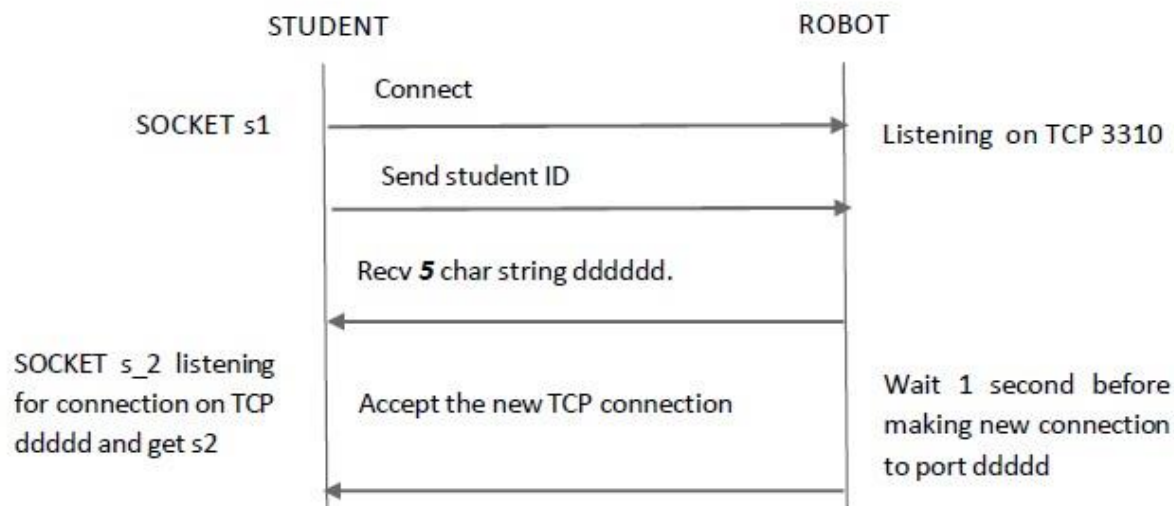 STUDENT
ROBOT
Connect
SOCKET s1
Listening on TCP 3310
Send student ID
Recv 5 char string dddddd.
SOCKET s_2 listening
for connection on TCP
ddddd and get s2
Accept the new TCP connection
Wait 1 second before
making new connection
to port ddddd